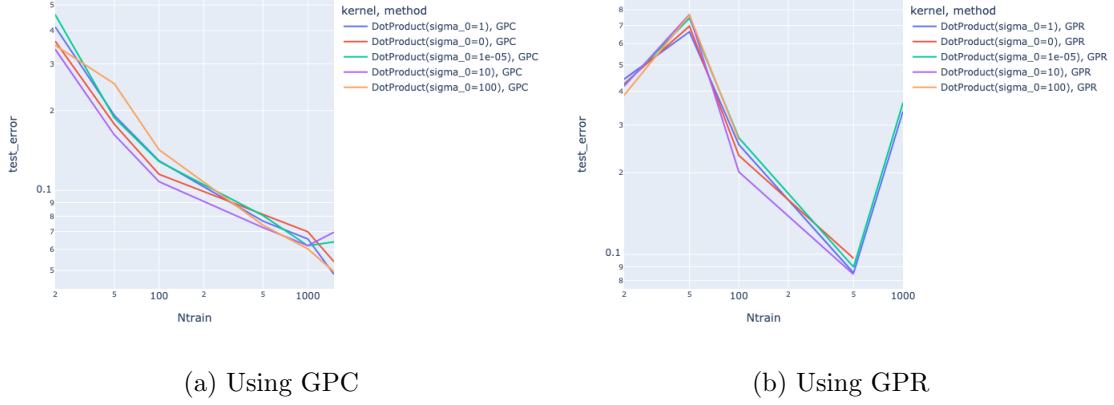 kernel, method
DotProduct(sigma_0=1), GPC
DotProduct(sigma_0=0), GPC
DotProduct(sigma_0=1e-05), GPC
DotProduct(sigma_0=10), GPC
DotProduct(sigma_0=100), GPC
5
4
3
2
0.1
9
8
7
6
5
test_error
2
5
100
2
5
1000
Ntrain
(a) Using GPC
kernel, method
DotProduct(sigma_0=1), GPR
DotProduct(sigma_0=0), GPR
DotProduct(sigma_0=1e-05), GPR
DotProduct(sigma_0=10), GPR
DotProduct(sigma_0=100), GPR
8
7
6
5
4
3
2
0.1
9
8
test_error
2
5
100
2
5
1000
Ntrain
(b) Using GPR